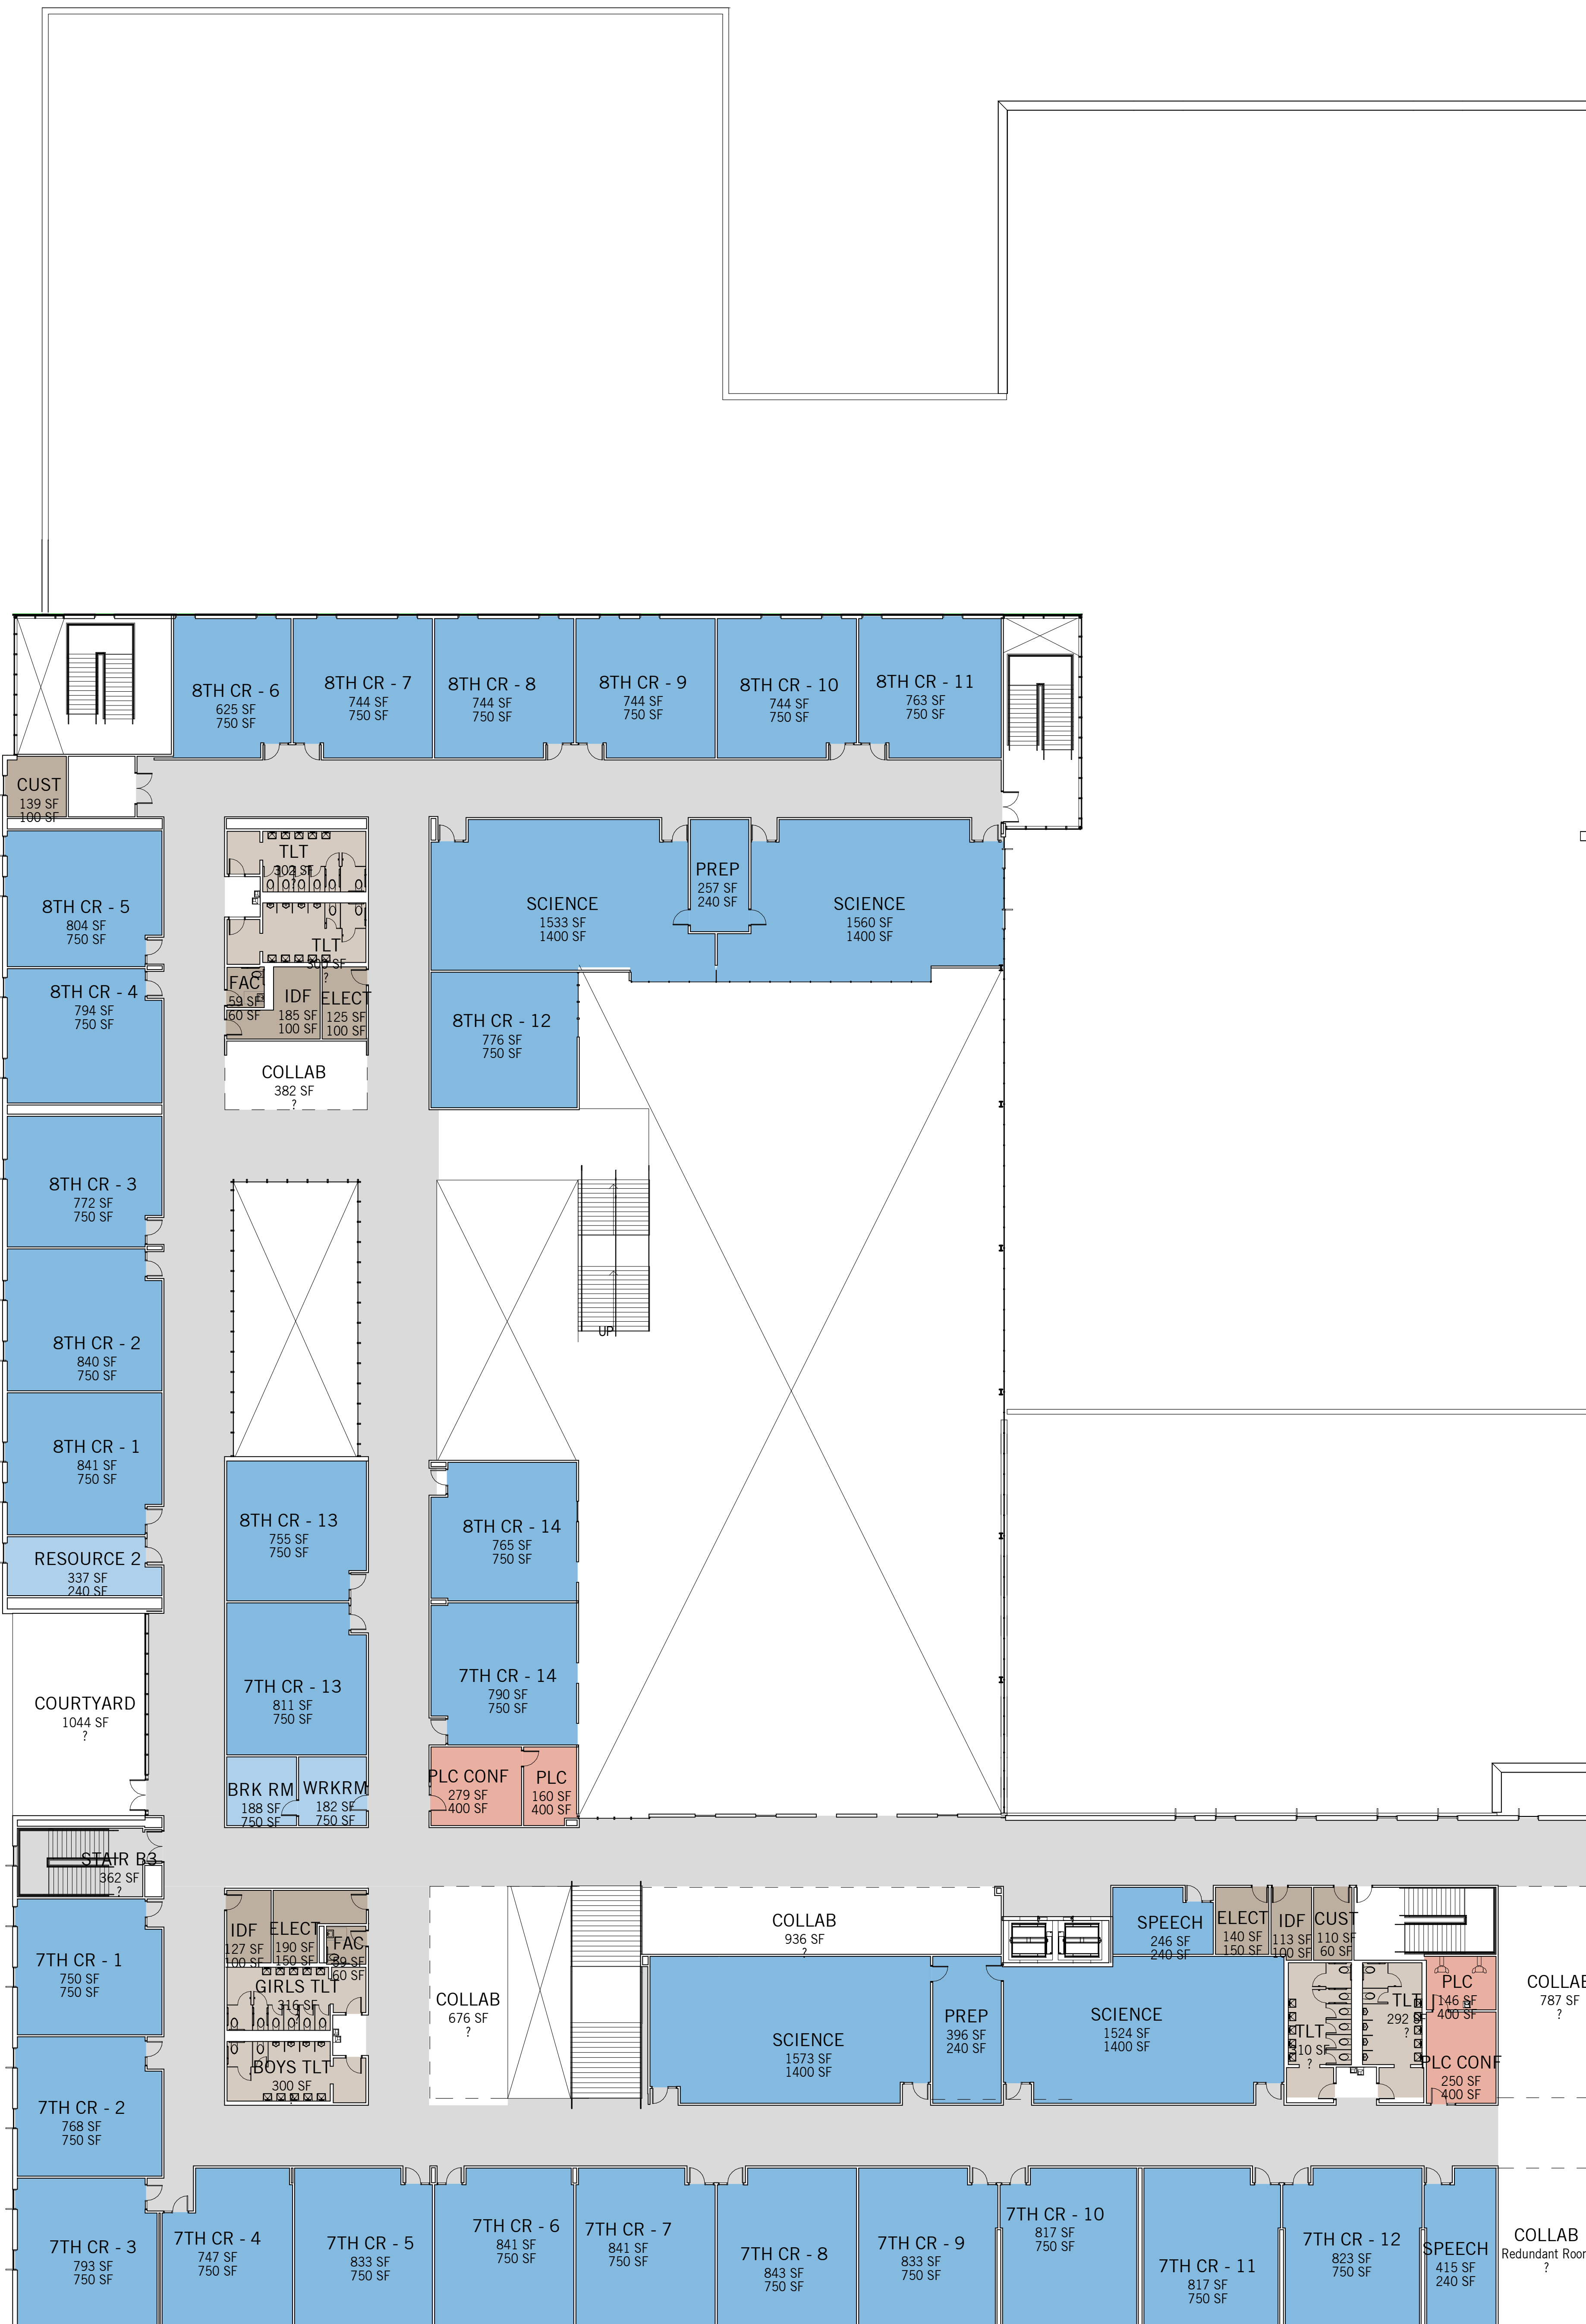 8TH CR - 6
625 SF
750 SF
8TH CR - 7
744 SF
750 SF
8TH CR - 8
744 SF
750 SF
8TH CR - 9
744 SF
750 SF
8TH CR - 10
744 SF
750 SF
8TH CR - 11
763 SF
750 SF
CUST
139 SF
100 SF
8TH CR - 5
804 SF
750 SF
TLT
302 SF
TLT
300 SF
?
SCIENCE
1533 SF
1400 SF
PREP
257 SF
240 SF
SCIENCE
1560 SF
1400 SF
8TH CR - 4
794 SF
750 SF
FAC
59 SF
60 SF
IDF
185 SF
100 SF
ELECT
125 SF
100 SF
8TH CR - 12
776 SF
750 SF
COLLAB
382 SF
?
8TH CR - 3
772 SF
750 SF
8TH CR - 2
840 SF
750 SF
UP
8TH CR - 1
841 SF
750 SF
8TH CR - 13
755 SF
750 SF
8TH CR - 14
765 SF
750 SF
RESOURCE 2
337 SF
240 SF
7TH CR - 13
811 SF
750 SF
7TH CR - 14
790 SF
750 SF
COURTYARD
1044 SF
?
BRK RM
188 SF
750 SF
WRKRM
182 SF
750 SF
PLC CONF
279 SF
400 SF
PLC
160 SF
400 SF
STAIR B3
362 SF
?
IDF
127 SF
100 SF
ELECT
190 SF
150 SF
FAC
60 SF
COLLAB
936 SF
?
SPEECH
246 SF
240 SF
ELECT
140 SF
150 SF
IDF
113 SF
100 SF
CUST
110 SF
60 SF
7TH CR - 1
750 SF
750 SF
GIRLS TLT
316 SF
?
COLLAB
676 SF
?
SCIENCE
1573 SF
1400 SF
PREP
396 SF
240 SF
SCIENCE
1524 SF
1400 SF
TLT
310 SF
?
TLT
292 SF
?
PLC
146 SF
400 SF
COLLAB
787 SF
?
PLC CONF
250 SF
400 SF
BOYS TLT
300 SF
7TH CR - 2
768 SF
750 SF
7TH CR - 3
793 SF
750 SF
7TH CR - 4
747 SF
750 SF
7TH CR - 5
833 SF
750 SF
7TH CR - 6
841 SF
750 SF
7TH CR - 7
841 SF
750 SF
7TH CR - 8
843 SF
750 SF
7TH CR - 9
833 SF
750 SF
7TH CR - 10
817 SF
750 SF
7TH CR - 11
817 SF
750 SF
7TH CR - 12
823 SF
750 SF
SPEECH
415 SF
240 SF
COLLAB
Redundant Roo
?